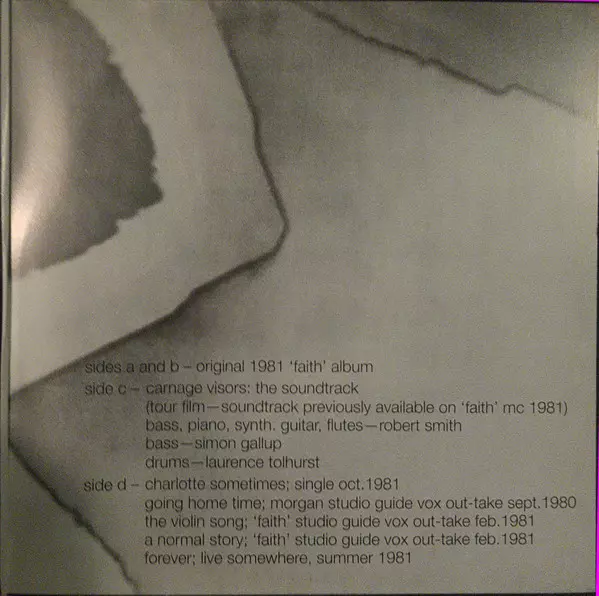 sides a and b – original 1981 'faith' album
side c – carnage visors: the soundtrack
(tour film—soundtrack previously available on 'faith' mc 1981)
bass, piano, synth. guitar, flutes—robert smith
bass—simon gallup
drums—laurence tolhurst
side d – charlotte sometimes; single oct.1981
going home time; morgan studio guide vox out-take sept.1980
the violin song; 'faith' studio guide vox out-take feb.1981
a normal story; 'faith' studio guide vox out-take feb.1981
forever; live somewhere, summer 1981